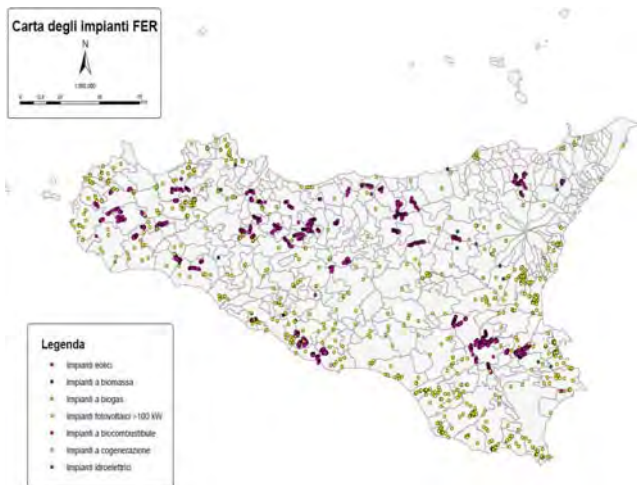 Carta degli impianti FER
N
Legenda
Impianti eolici
Impianti a biomassa
Impianti a biogas
Impianti fotovoltaici >100 kW
Impianti a biocombustibile
Impianti a cogenerazione
Impianti idroelettrici